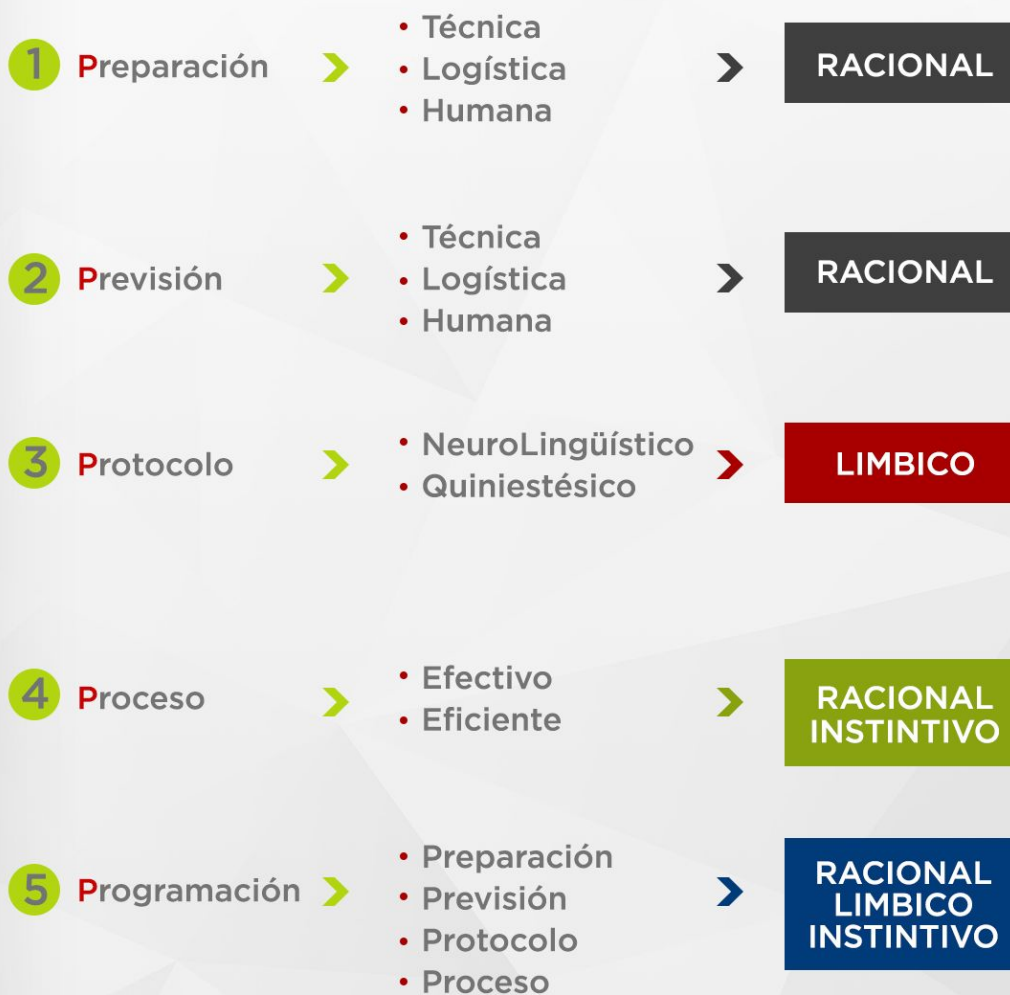 1 Preparación
• Técnica
• Logística
• Humana
RACIONAL
2 Previsión
• Técnica
• Logística
• Humana
RACIONAL
3 Protocolo
• NeuroLingüístico
• Quiniestésico
LIMBICO
4 Proceso
• Efectivo
• Eficiente
RACIONAL
INSTINTIVO
5 Programación
• Preparación
• Previsión
• Protocolo
• Proceso
RACIONAL
LIMBICO
INSTINTIVO